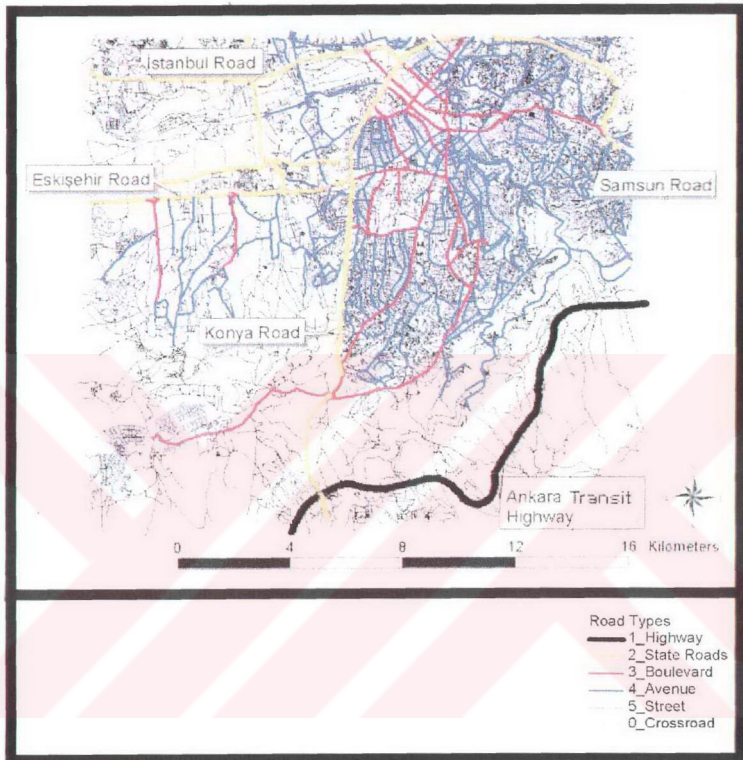 İstanbul Road
Eskişehir Road
Samsun Road
Konya Road
Ankara Transit
Highway
0 4 8 12 16 Kilometers
Road Types
1_Highway
2_State Roads
3_Boulevard
4_Avenue
5_Street
0_Crossroad